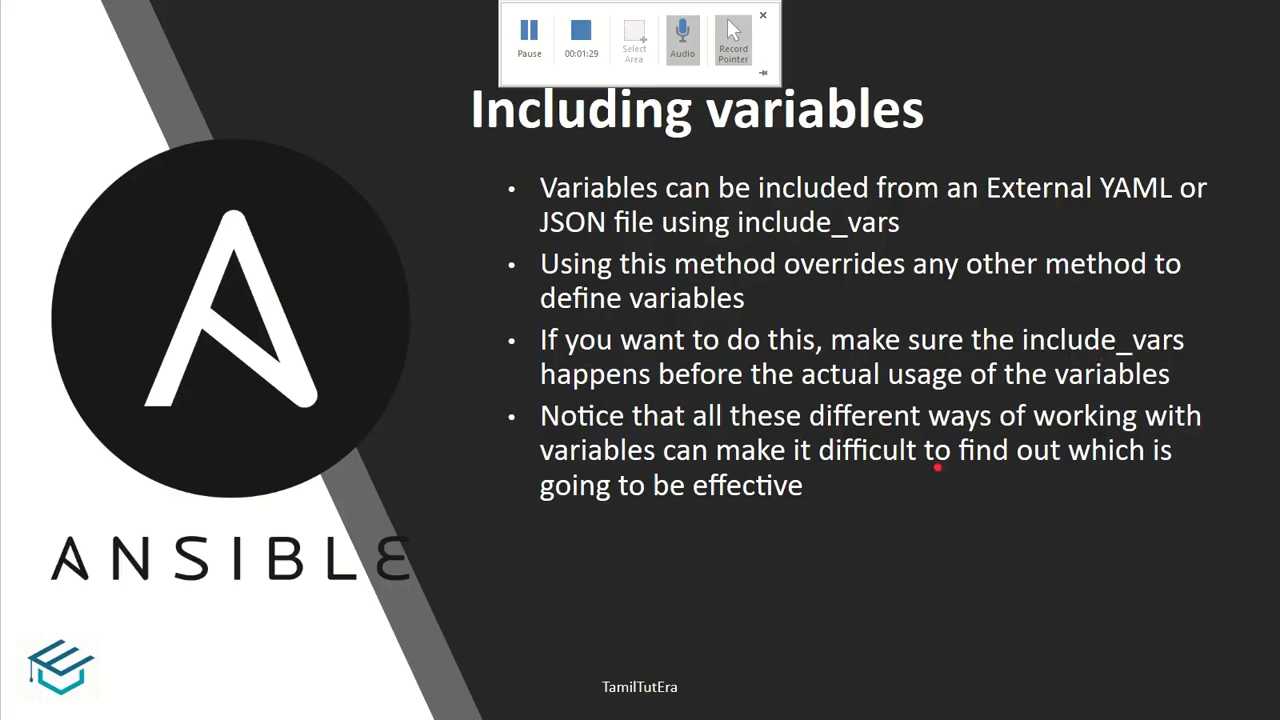 Pause
00:01:29
Select
Area
Audio
Record
Pointer
Including variables
• Variables can be included from an External YAML or
JSON file using include_vars
• Using this method overrides any other method to
define variables
• If you want to do this, make sure the include_vars
happens before the actual usage of the variables
• Notice that all these different ways of working with
variables can make it difficult to find out which is
going to be effective
ANSIBLE
TamilTutEra